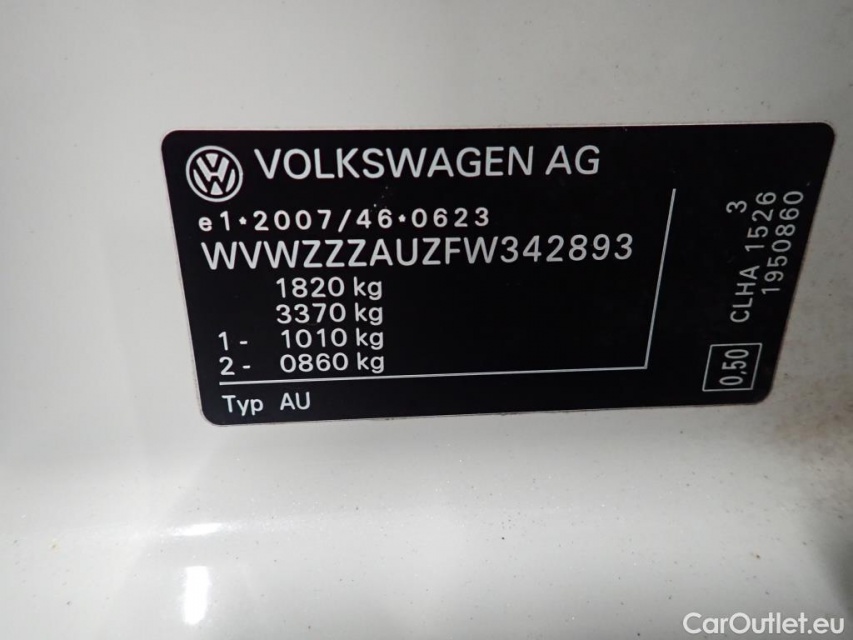 VOLKSWAGEN AG
e1*2007/46*0623
WVWZZZAUZFW342893
1820 kg
3370 kg
1- 1010 kg
2- 0860 kg
Typ AU
3
CLHA 1526
1950860
0,50
CarOutlet.eu